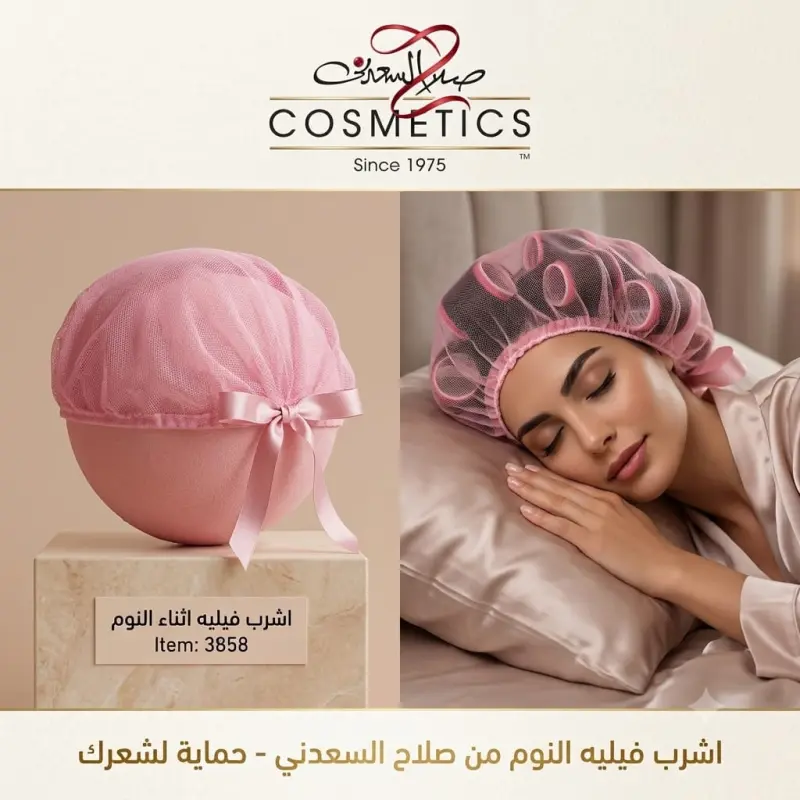 صلاح السعدني
COSMETICS
TM
Since 1975
اشرب فيليه اثناء النوم
Item: 3858
اشرب فيليه النوم من صلاح السعدني - حماية لشعرك